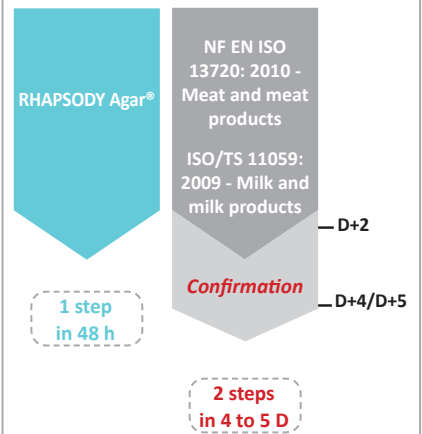 RHAPSODY Agar®
NF EN ISO
13720: 2010 -
Meat and meat
products
ISO/TS 11059:
2009 - Milk and
milk products
D+2
Confirmation
D+4/D+5
1 step
in 48 h
2 steps
in 4 to 5 D